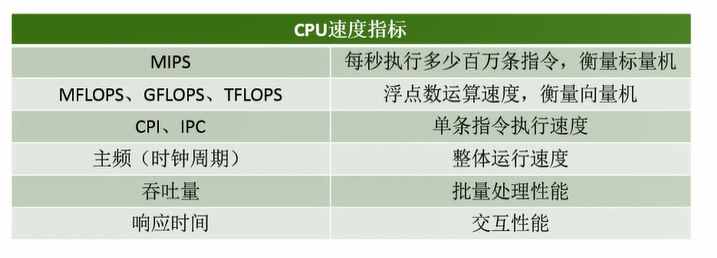 CPU速度指标
MIPS 每秒执行多少百万条指令，衡量标量机
MFLOPS、GFLOPS、TFLOPS 浮点数运算速度，衡量向量机
CPI、IPC 单条指令执行速度
主频（时钟周期） 整体运行速度
吞吐量 批量处理性能
响应时间 交互性能